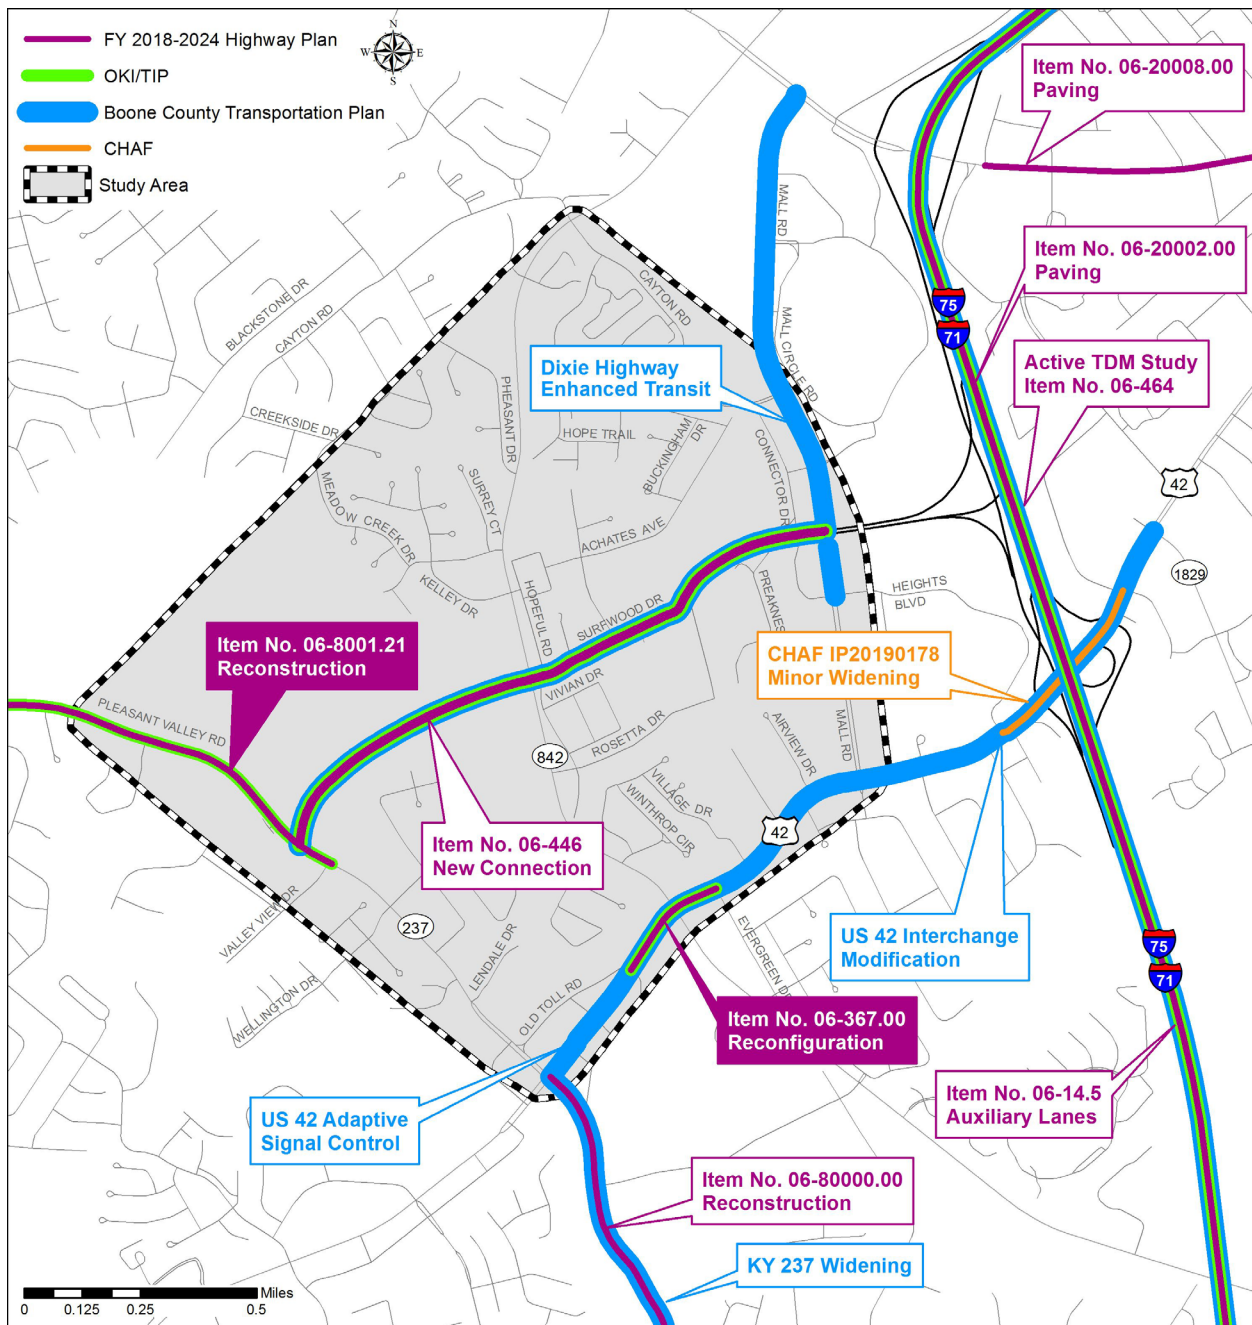 FY 2018-2024 Highway Plan
OKI/TIP
Boone County Transportation Plan
CHAF
Study Area
N
W
E
S
Item No. 06-20008.00
Paving
Item No. 06-20002.00
Paving
75
71
Active TDM Study
Item No. 06-464
Dixie Highway
Enhanced Transit
MALL RD
MALL CIRCLE RD
CAYTON RD
BLACKSTONE DR
CAYTON RD
CREEKSIDE DR
PHEASANT DR
HOPE TRAIL
BUCKINGHAM
DR
CONNECTOR DR
SURREY CT
MEADOW CREEK DR
KELLEY DR
ACHATES AVE
HOPEFUL RD
SURFWOOD DR
PREAKNES
HEIGHTS
BLVD
42
1829
Item No. 06-8001.21
Reconstruction
CHAF IP20190178
Minor Widening
PLEASANT VALLEY RD
VIVIAN DR
ROSETTA DR
AIRVIEW DR
MALL RD
842
VILLAGE DR
WINTHROP CIR
42
Item No. 06-446
New Connection
VALLEY VIEW DR
237
LENDALE DR
WELLINGTON DR
OLD TOLL RD
EVERGREEN DR
US 42 Interchange
Modification
75
71
Item No. 06-367.00
Reconfiguration
US 42 Adaptive
Signal Control
Item No. 06-14.5
Auxiliary Lanes
Item No. 06-80000.00
Reconstruction
KY 237 Widening
Miles
0 0.125 0.25 0.5